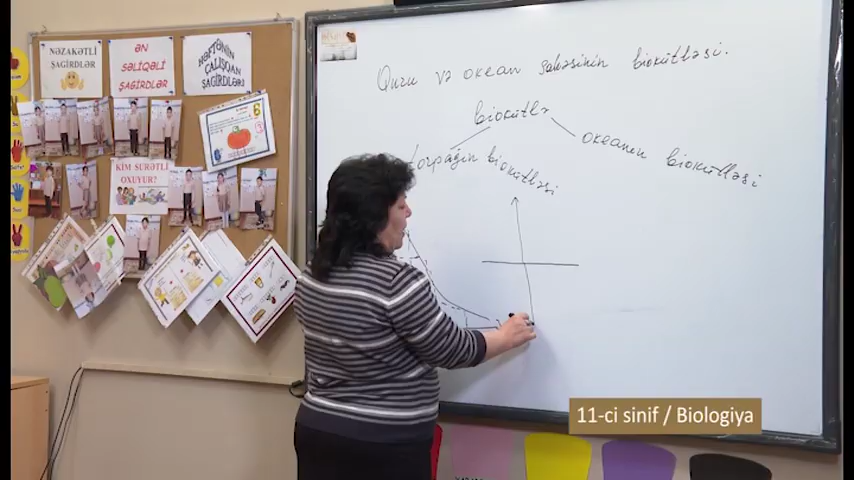 NƏZAKƏTLİ
ŞAGİRDLƏR
ƏN
SƏLİQƏLİ
ŞAGİRDLƏR
HƏFTƏNİN
ÇALIŞQAN
ŞAGİRDLƏRİ
KİM SÜRƏTLİ
OXUYUR?
Quru və okean sahəsinin biokütləsi.
biokütlə
torpağın biokütləsi
okeanın biokütləsi
11-ci sinif / Biologiya